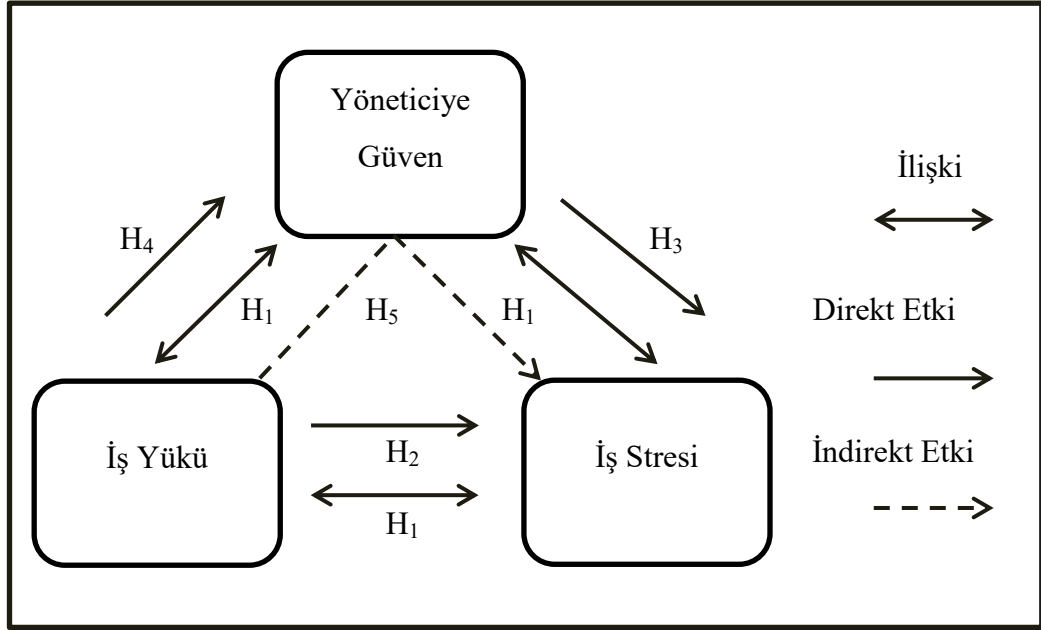 Yöneticiye
Güven
İlişki
H₄
H₃
H₁
H₅
H₁
Direkt Etki
İş Yükü
H₂
İş Stresi
İndirekt Etki
H₁